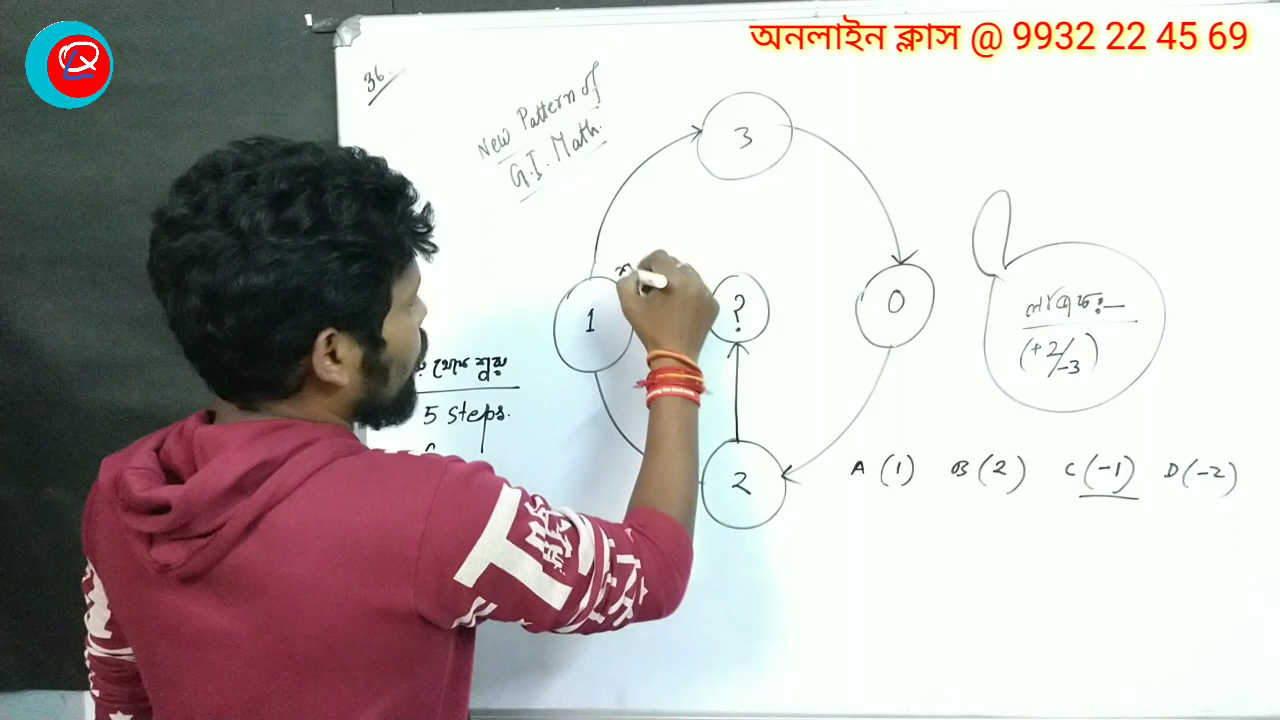 অনলাইন ক্লাস @ 9932 22 45 69
36
New Pattern of
G.I. Math.
3
1
?
0
(+2/-3)
থেকে শুরু
5 Steps.
2
A (1) B (2) C (-1) D (-2)